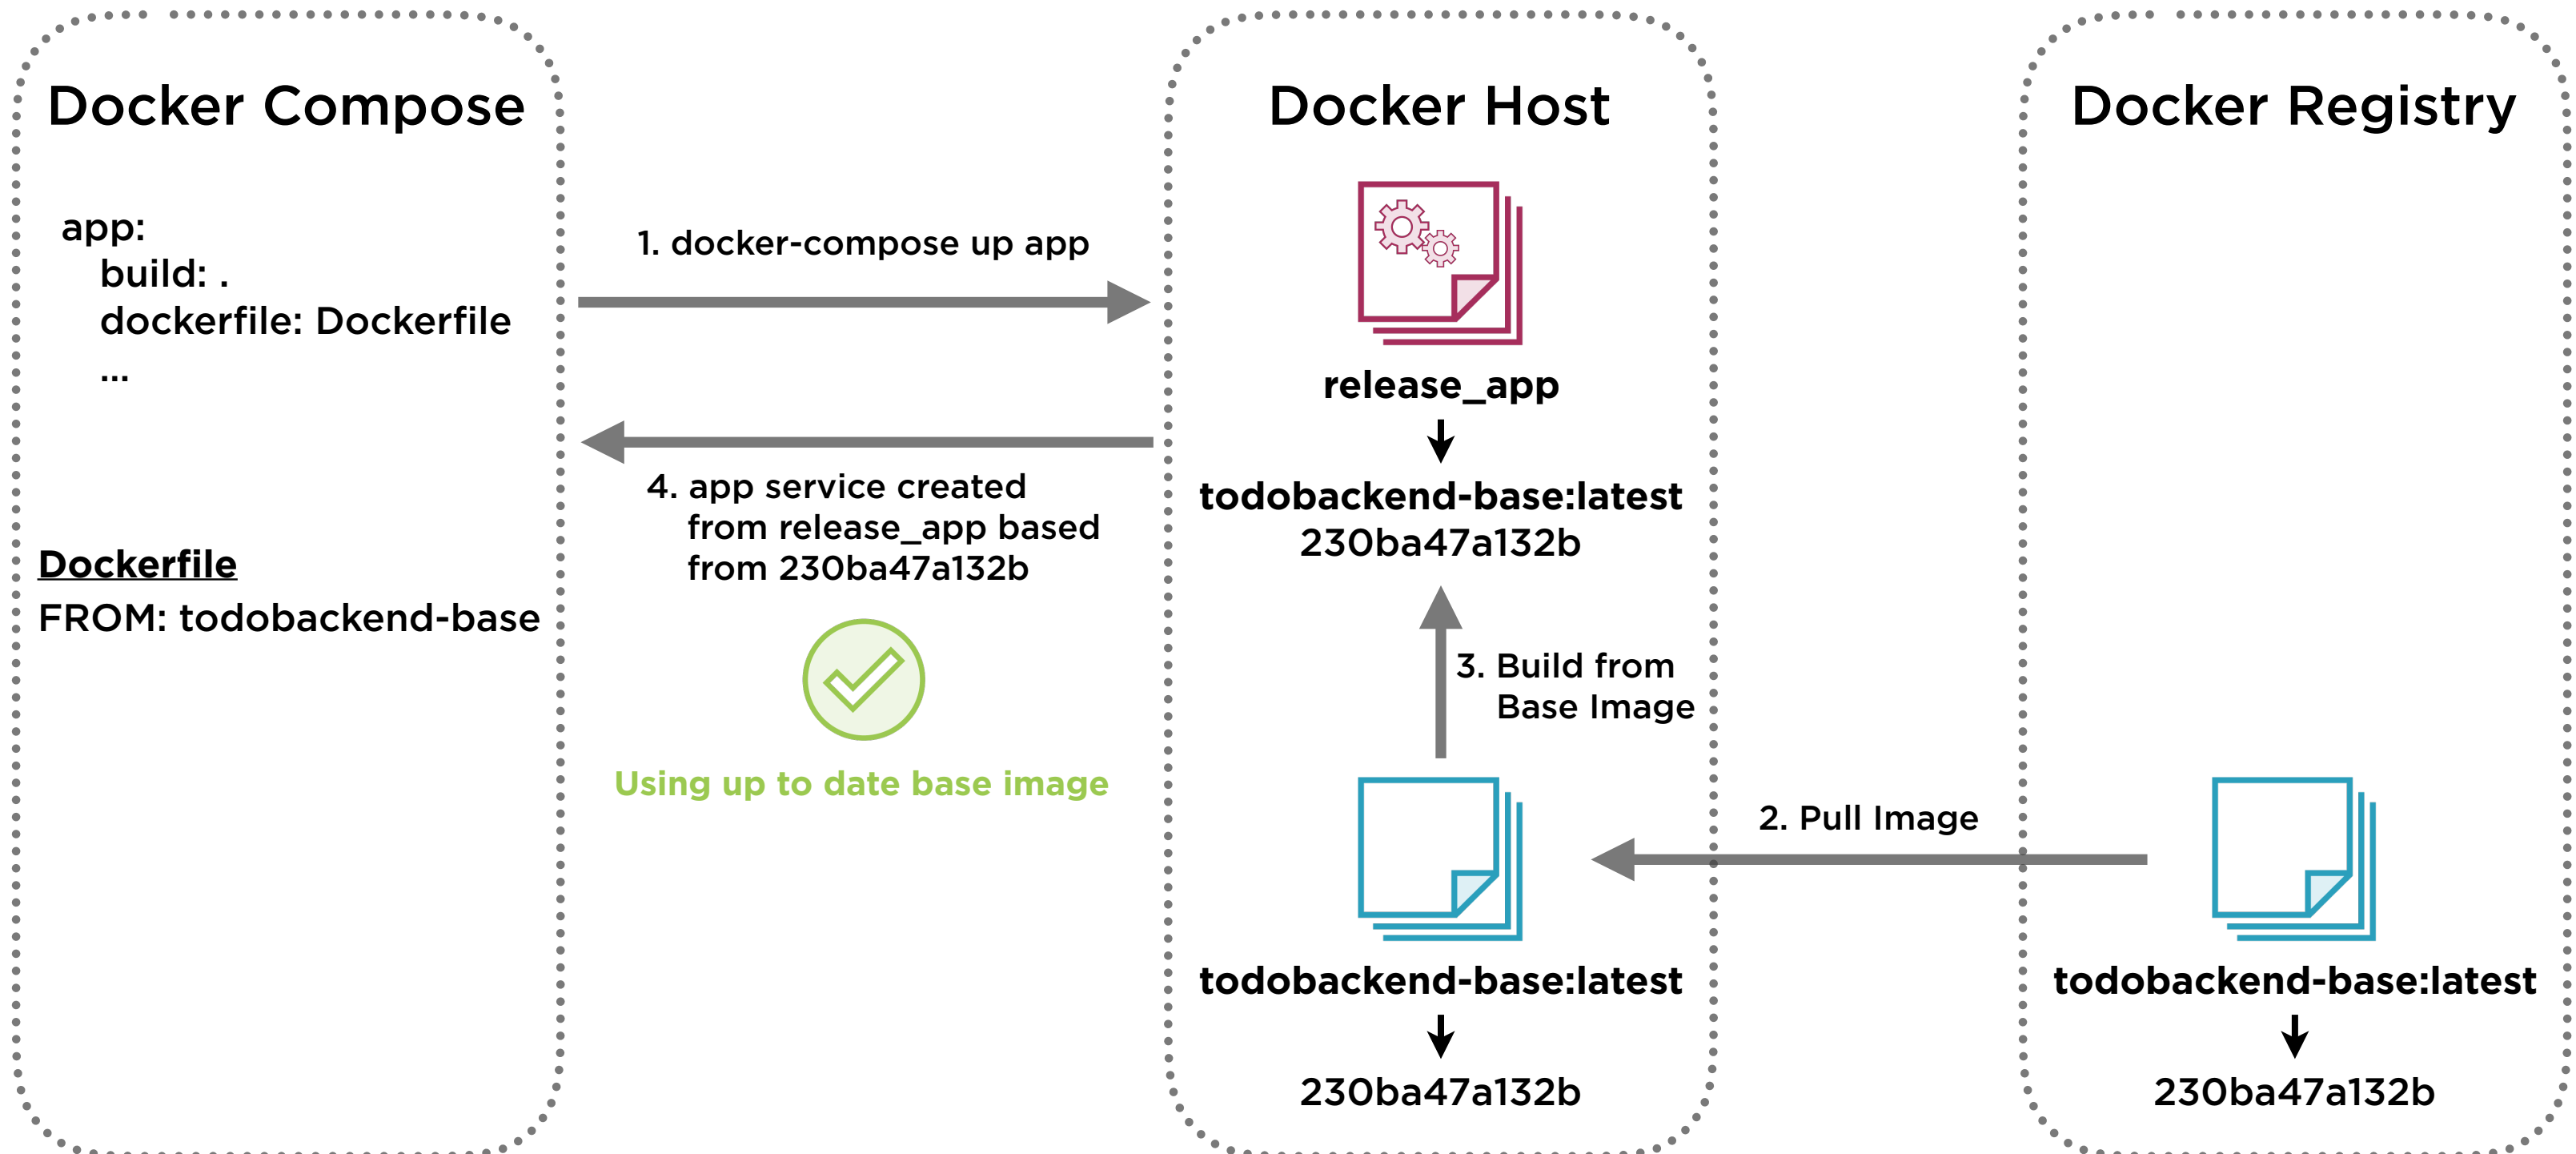 Docker Compose
app:
build: .
dockerfile: Dockerfile
...
Dockerfile
FROM: todobackend-base
1. docker-compose up app
4. app service created
from release_app based
from 230ba47a132b
Using up to date base image
Docker Host
release_app
todobackend-base:latest
230ba47a132b
3. Build from
Base Image
todobackend-base:latest
230ba47a132b
2. Pull Image
Docker Registry
todobackend-base:latest
230ba47a132b